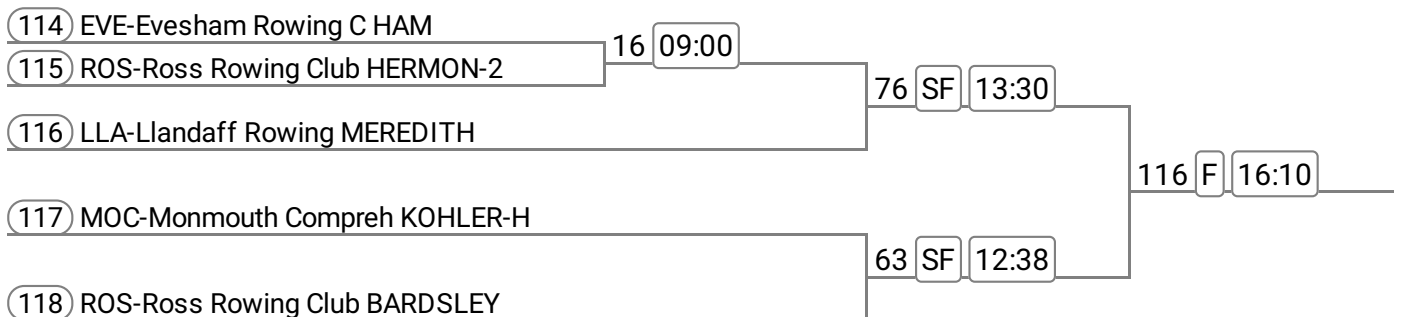 114 EVE-Evesham Rowing C HAM
16 09:00
115 ROS-Ross Rowing Club HERMON-2
76 SF 13:30
116 LLA-Llandaff Rowing MEREDITH
116 F 16:10
117 MOC-Monmouth Compreh KOHLER-H
63 SF 12:38
118 ROS-Ross Rowing Club BARDSLEY